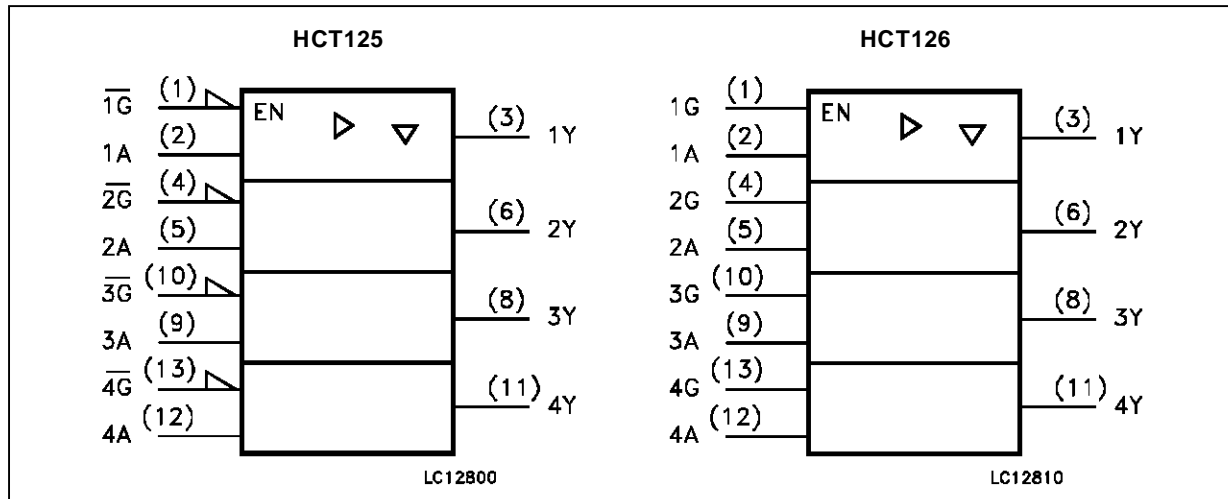 HCT125
1G (1)
1A (2)
2G (4)
2A (5)
3G (10)
3A (9)
4G (13)
4A (12)
EN
(3) 1Y
(6) 2Y
(8) 3Y
(11) 4Y
LC12800
HCT126
1G (1)
1A (2)
2G (4)
2A (5)
3G (10)
3A (9)
4G (13)
4A (12)
EN
(3) 1Y
(6) 2Y
(8) 3Y
(11) 4Y
LC12810